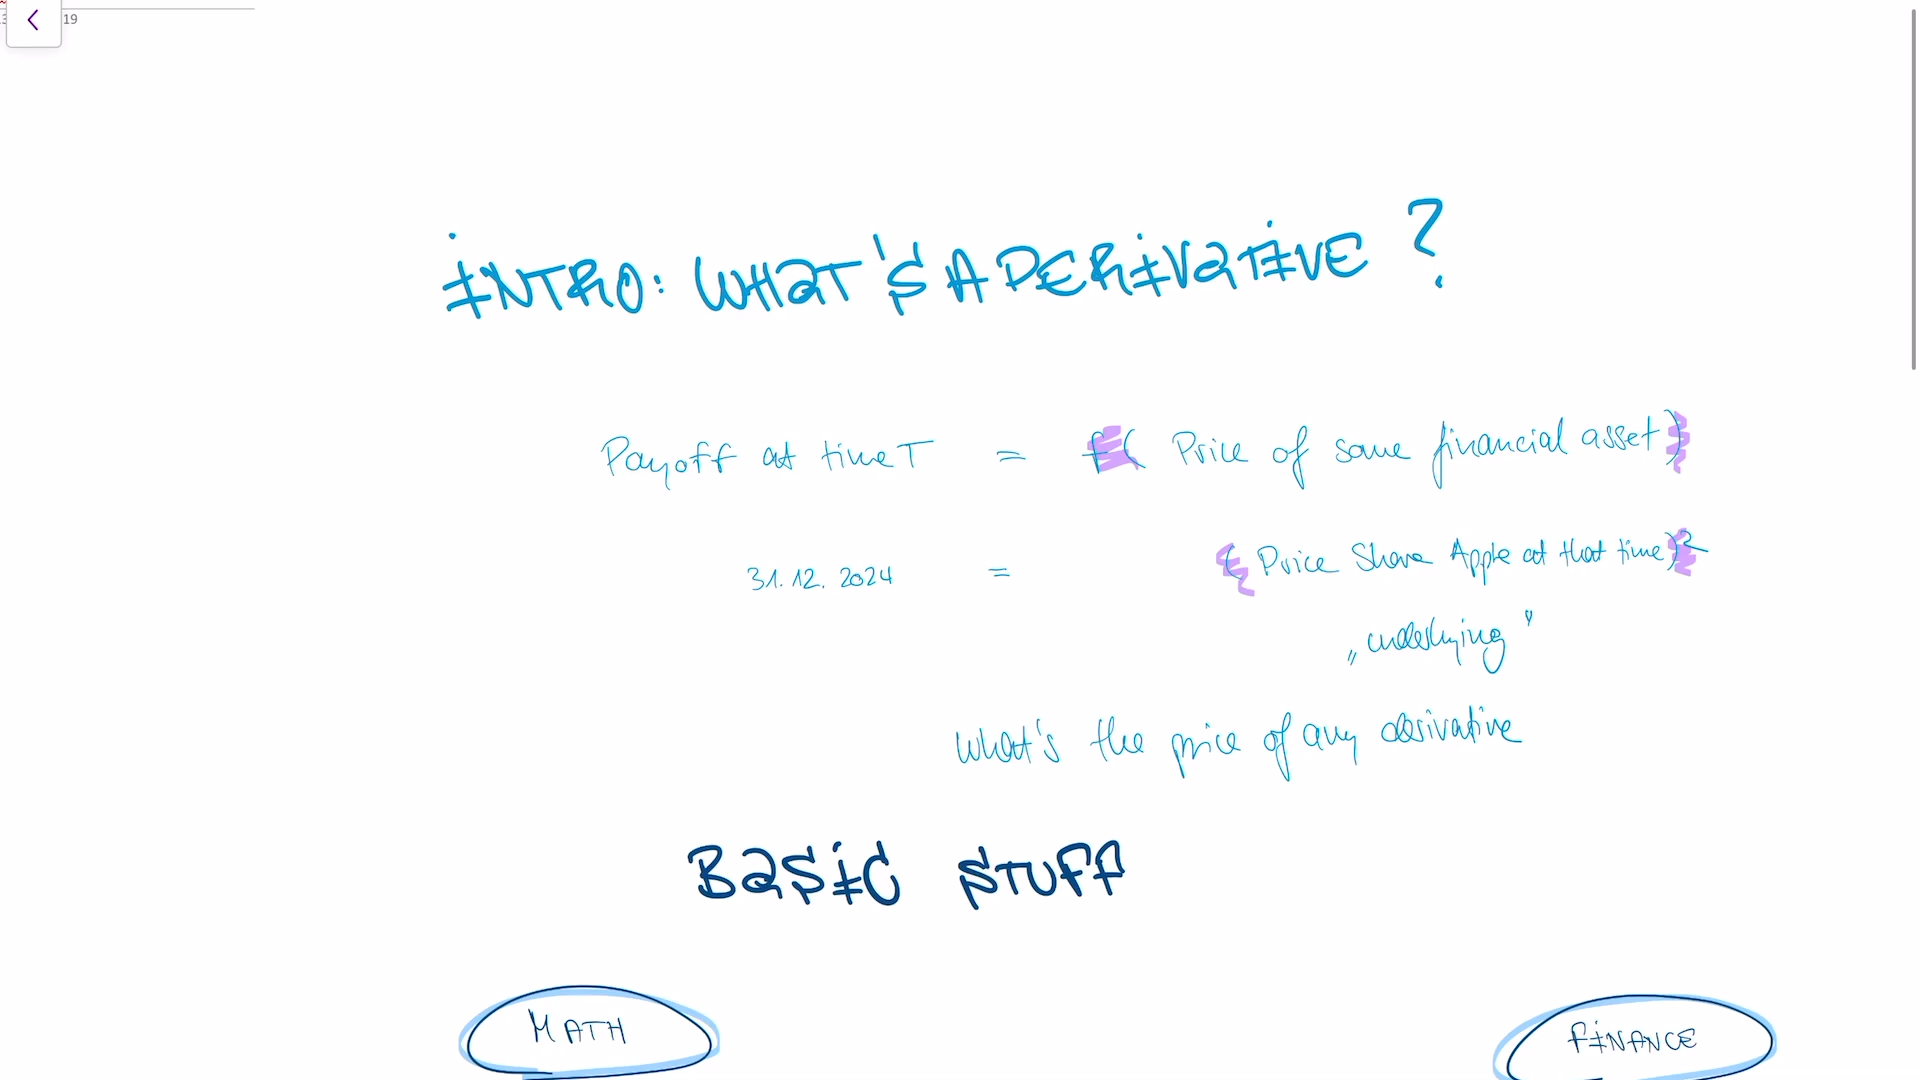 19
INTRO: WHAT'S A DERIVATIVE?
Payoff at time T = f( Price of some financial asset)
31.12. 2024 = ( Price Share Apple at that time)²
„underlying"
What's the price of any derivative
BASIC STUFF
MATH
FINANCE